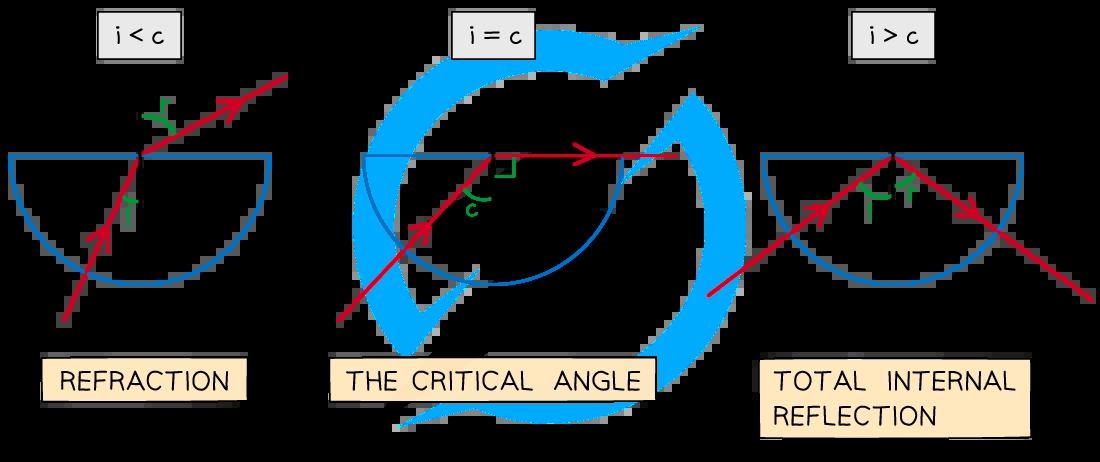 i < c
i = c
i > c
r
i
c
i
r
REFRACTION
THE CRITICAL ANGLE
TOTAL INTERNAL
REFLECTION